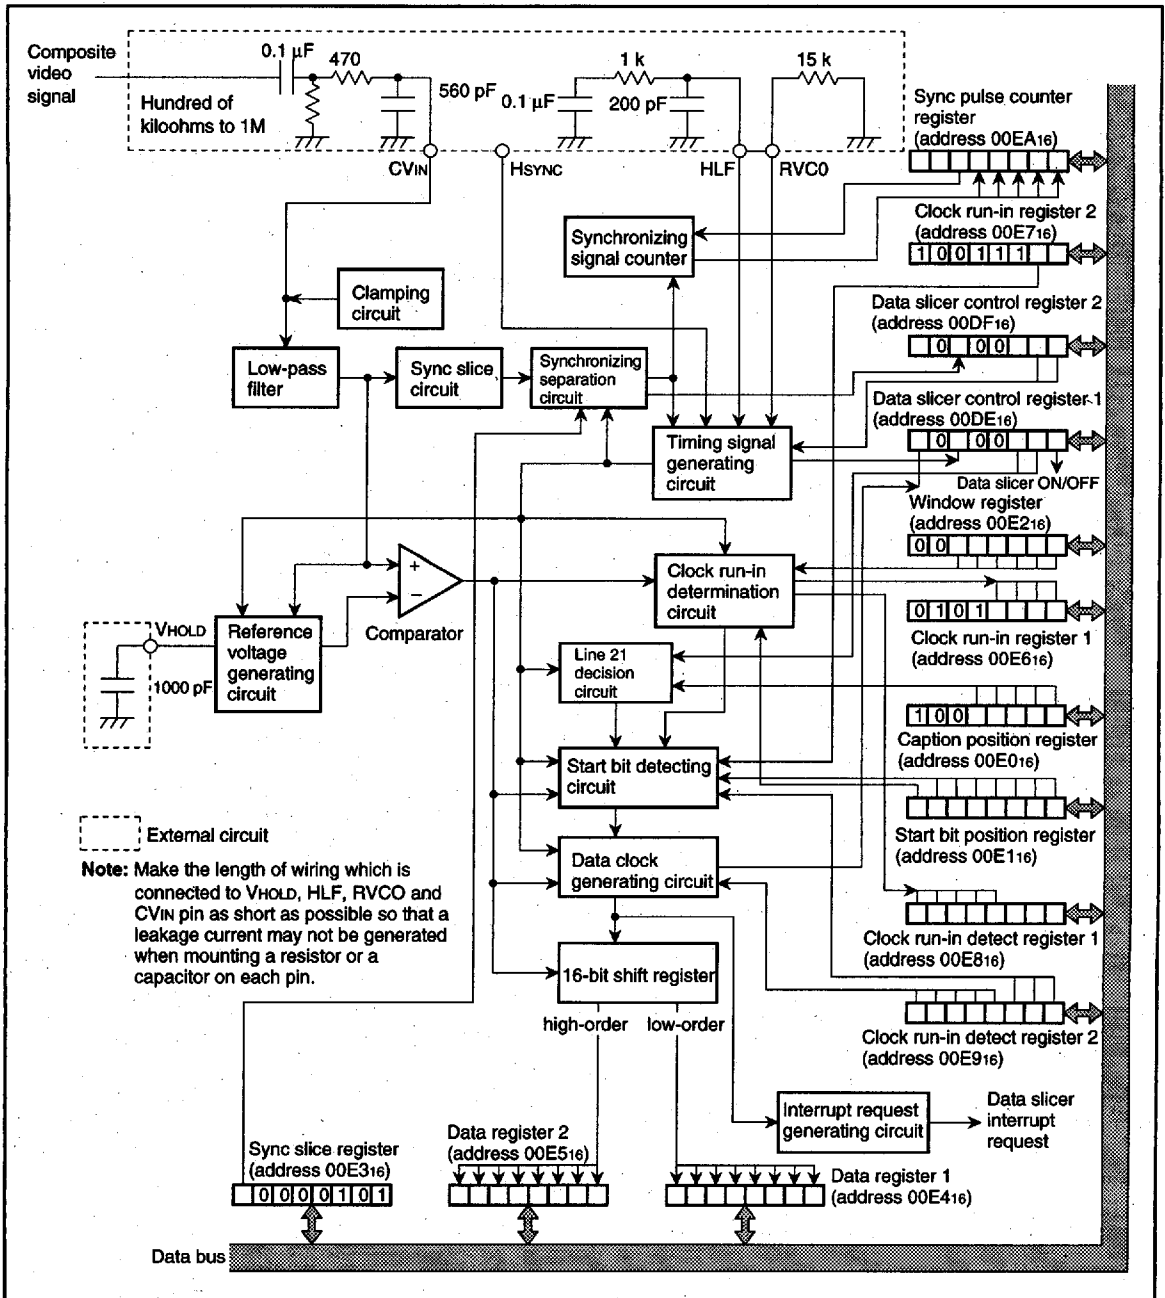 Composite
video
signal
0.1 µF
470
Hundred of
kiloohms to 1M
560 pF
0.1 µF
1 k
200 pF
15 k
CVIN
HSYNC
HLF
RVC0
Sync pulse counter
register
(address 00EA16)
Synchronizing
signal counter
Clock run-in register 2
(address 00E716)
1 0 0 1 1 1
Clamping
circuit
Data slicer control register 2
(address 00DF16)
0 0 0
Low-pass
filter
Sync slice
circuit
Synchronizing
separation
circuit
Data slicer control register 1
(address 00DE16)
0 0 0
Timing signal
generating
circuit
Data slicer ON/OFF
Window register
(address 00E216)
0 0
+
−
Comparator
Clock run-in
determination
circuit
0 1 0 1
Clock run-in register 1
(address 00E616)
VHOLD
1000 pF
Reference
voltage
generating
circuit
Line 21
decision
circuit
1 0 0
Caption position register
(address 00E016)
Start bit detecting
circuit
Start bit position register
(address 00E116)
External circuit
Note: Make the length of wiring which is
connected to VHOLD, HLF, RVCO and
CVIN pin as short as possible so that a
leakage current may not be generated
when mounting a resistor or a
capacitor on each pin.
Data clock
generating circuit
Clock run-in detect register 1
(address 00E816)
16-bit shift register
high-order
low-order
Clock run-in detect register 2
(address 00E916)
Interrupt request
generating circuit
Data slicer
interrupt
request
Sync slice register
(address 00E316)
0 0 0 0 1 0 1
Data register 2
(address 00E516)
Data register 1
(address 00E416)
Data bus